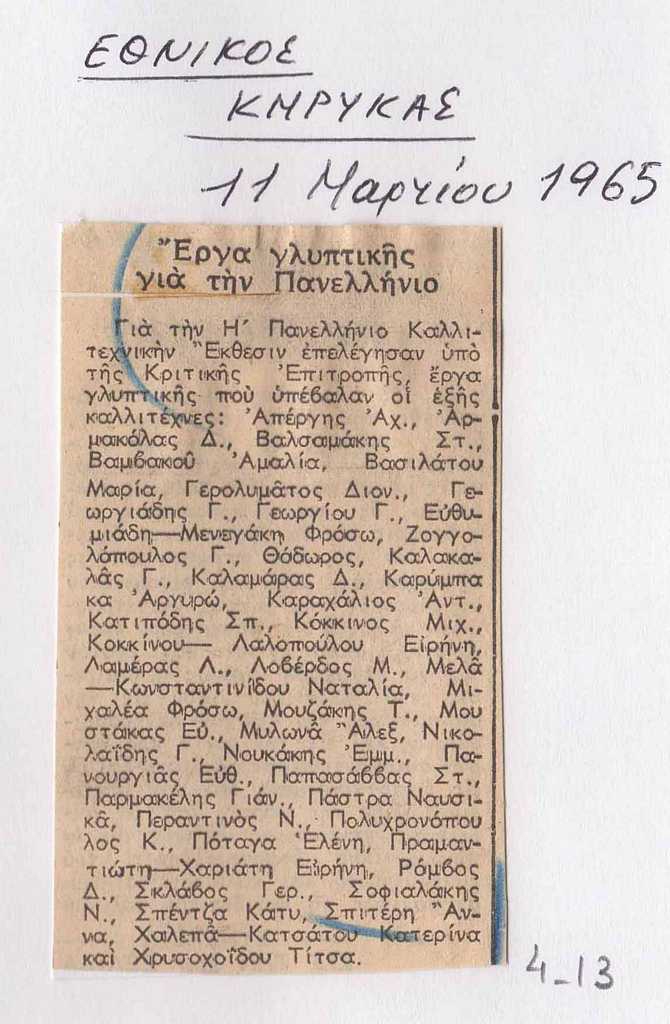 ΕΘΝΙΚΟΣ
ΚΗΡΥΚΑΣ
11 Μαρτίου 1965
Ἔργα γλυπτικῆς
γιὰ τὴν Πανελλήνιο
Γιὰ τὴν Η΄ Πανελλήνιο Καλλι-
τεχνικὴν Ἔκθεσιν ἐπελέγησαν ὑπὸ
τῆς Κριτικῆς Ἐπιτροπῆς, ἔργα
γλυπτικῆς ποὺ ὑπέβαλαν οἱ ἑξῆς
καλλιτέχνες: Ἀπέργης Ἀχ., Ἀρ-
μακόλας Δ., Βαλσαμάκης Στ.,
Βαμβακοῦ Ἀμαλία, Βασιλάτου
Μαρία, Γερολυμᾶτος Διον., Γε-
ωργιάδης Γ., Γεωργίου Γ., Εὐθυ-
μιάδη—Μενεγάκη Φρόσω, Ζογγο-
λόπουλος Γ., Θόδωρος, Καλακα-
λᾶς Γ., Καλαμάρας Δ., Καρύμπα
κα Ἀργυρώ, Καραχάλιος Ἀντ.,
Κατιπόδης Σπ., Κόκκινος Μιχ.,
Κοκκίνου— Λαλοπούλου Εἰρήνη,
Λαμέρας Λ., Λοβέρδος Μ., Μελᾶ
—Κωνσταντινίδου Ναταλία, Μι-
χαλέα Φρόσω, Μουζάκης Τ., Μου
στάκας Εὐ., Μυλωνᾶ Ἄλεξ, Νικο-
λαΐδης Γ., Νουκάκης Ἐμμ., Πα-
νουργιᾶς Εὐθ., Παπασάββας Στ.,
Παρμακέλης Γιάν., Πάστρα Ναυσι-
κᾶ, Περαντινὸς Ν., Πολυχρονόπου
λος Κ., Πόταγα Ἑλένη, Πραμαν-
τιώτη—Χαριάτη Εἰρήνη, Ρόμβος
Δ., Σκλάβος Γερ., Σοφιαλάκης
Ν., Σπέντζα Κάτυ, Σπιτέρη Ἄν-
να, Χαλεπᾶ—Κατσάτου Κατερίνα
καὶ Χρυσοχοΐδου Τίτσα.
4-13